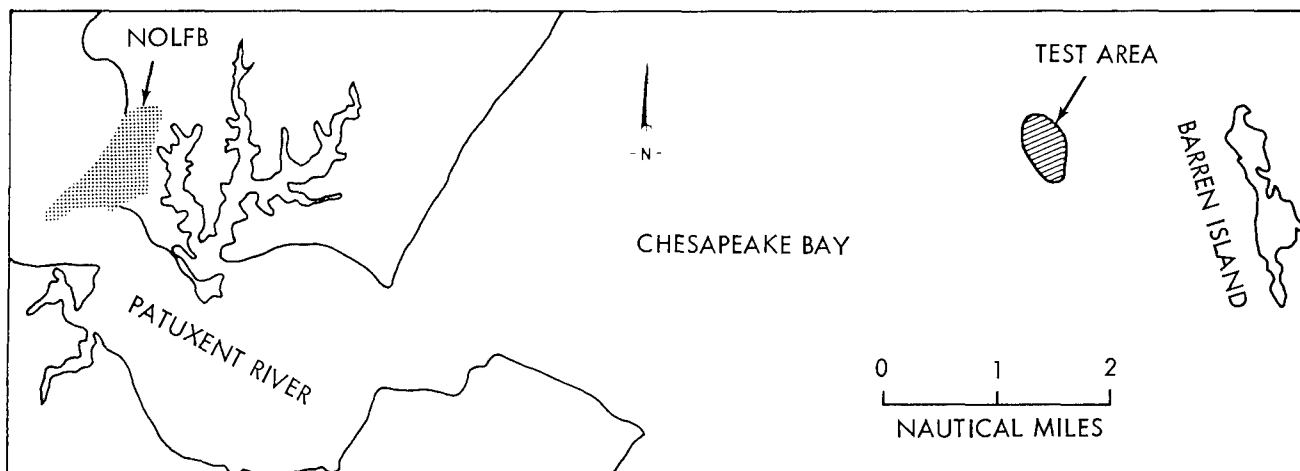 NOLFB
TEST AREA
-N-
BARREN ISLAND
CHESAPEAKE BAY
PATUXENT RIVER
0 1 2
NAUTICAL MILES